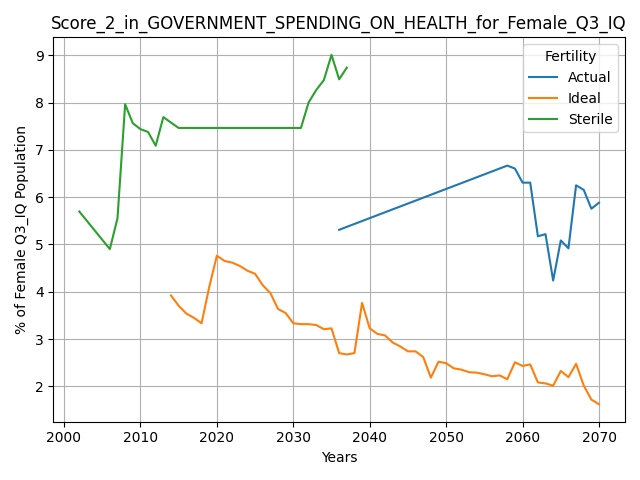 Score_2_in_GOVERNMENT_SPENDING_ON_HEALTH_for_Female_Q3_IQ
Fertility
Actual
Ideal
Sterile
% of Female Q3_IQ Population
9
8
7
6
5
4
3
2
2000 2010 2020 2030 2040 2050 2060 2070
Years